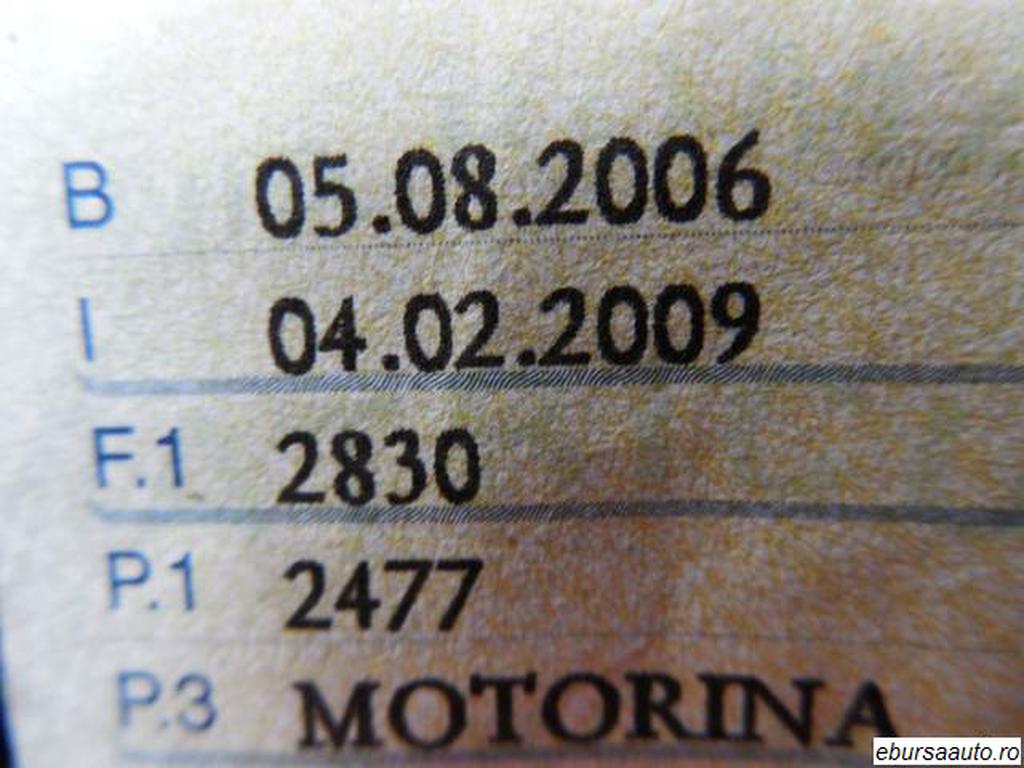 B 05.08.2006
I 04.02.2009
F.1 2830
P.1 2477
P.3 MOTORINA
ebursaauto.ro